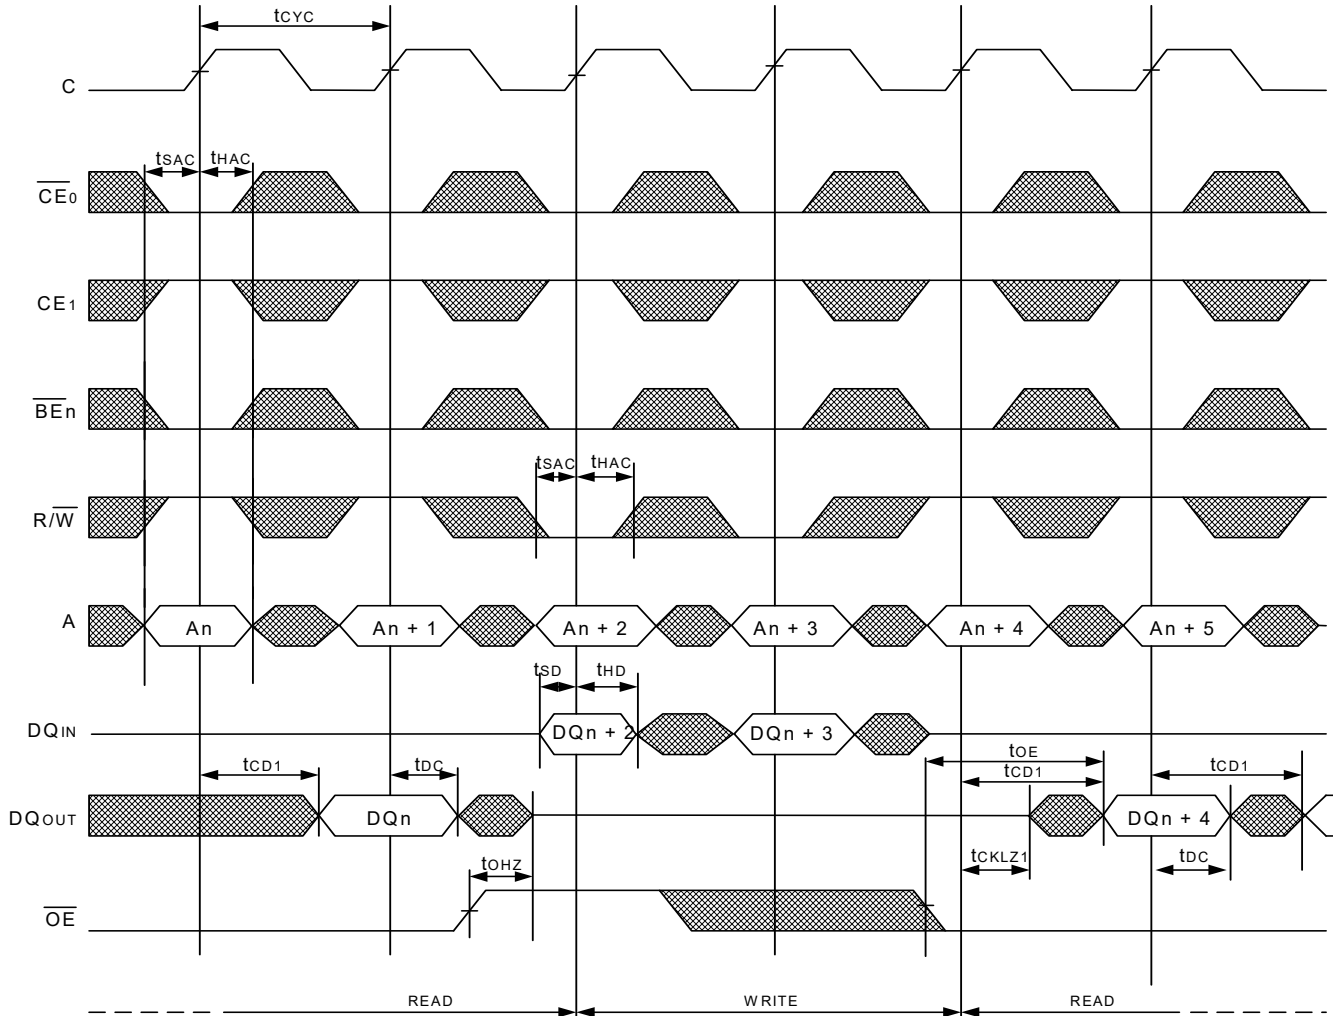 tCYC
C
tSAC tHAC
CE0
CE1
BEn
tSAC tHAC
R/W
A An An + 1 An + 2 An + 3 An + 4 An + 5
tSD tHD
DQIN DQn + 2 DQn + 3
tOE
tCD1 tDC tCD1 tCD1
DQOUT DQn DQn + 4
tOHZ tCKLZ1 tDC
OE
READ WRITE READ